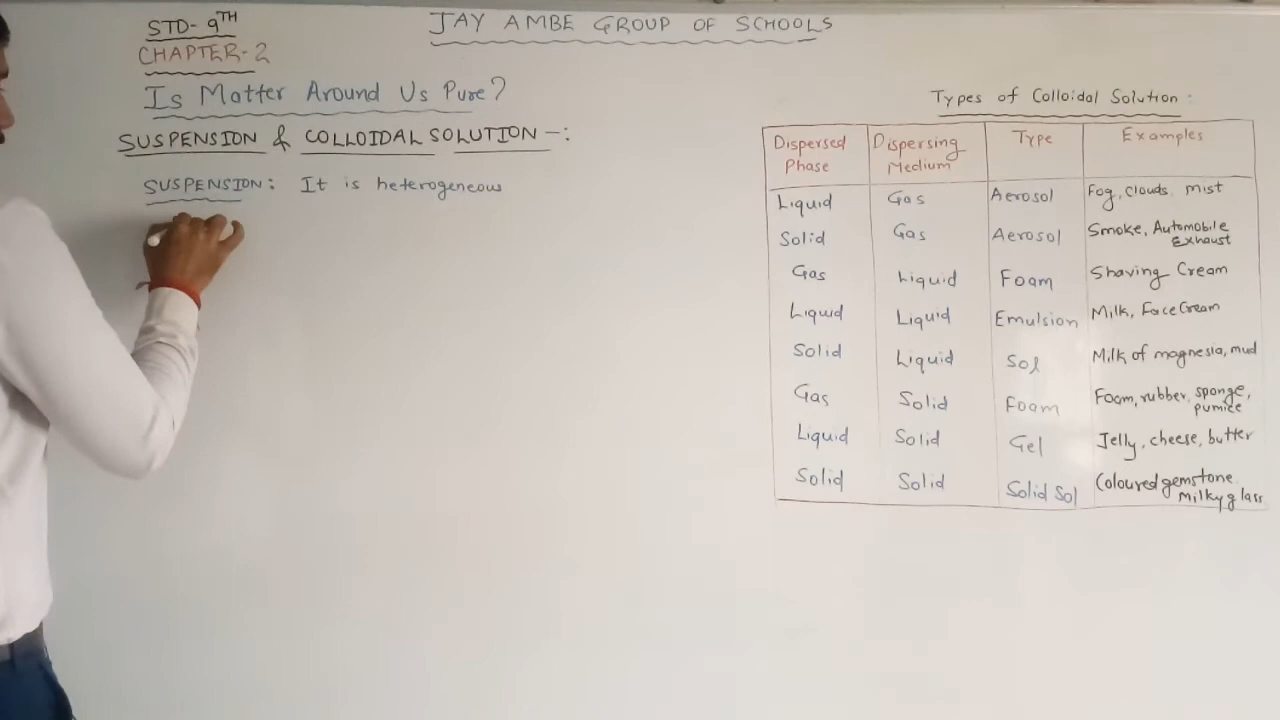 JAY AMBE GROUP OF SCHOOLS
STD-9TH
CHAPTER-2
Is Matter Around Us Pure?
SUSPENSION & COLLOIDAL SOLUTION -:
SUSPENSION: It is heterogeneous
Types of Colloidal Solution:
Dispersed Phase Dispersing Medium Type Examples
Liquid Gas Aerosol Fog, clouds, mist
Solid Gas Aerosol Smoke, Automobile Exhaust
Gas Liquid Foam Shaving Cream
Liquid Liquid Emulsion Milk, Face Cream
Solid Liquid Sol Milk of magnesia, mud
Gas Solid Foam Foam, rubber, sponge, pumice
Liquid Solid Gel Jelly, cheese, butter
Solid Solid Solid Sol Coloured gemstone, milky glass